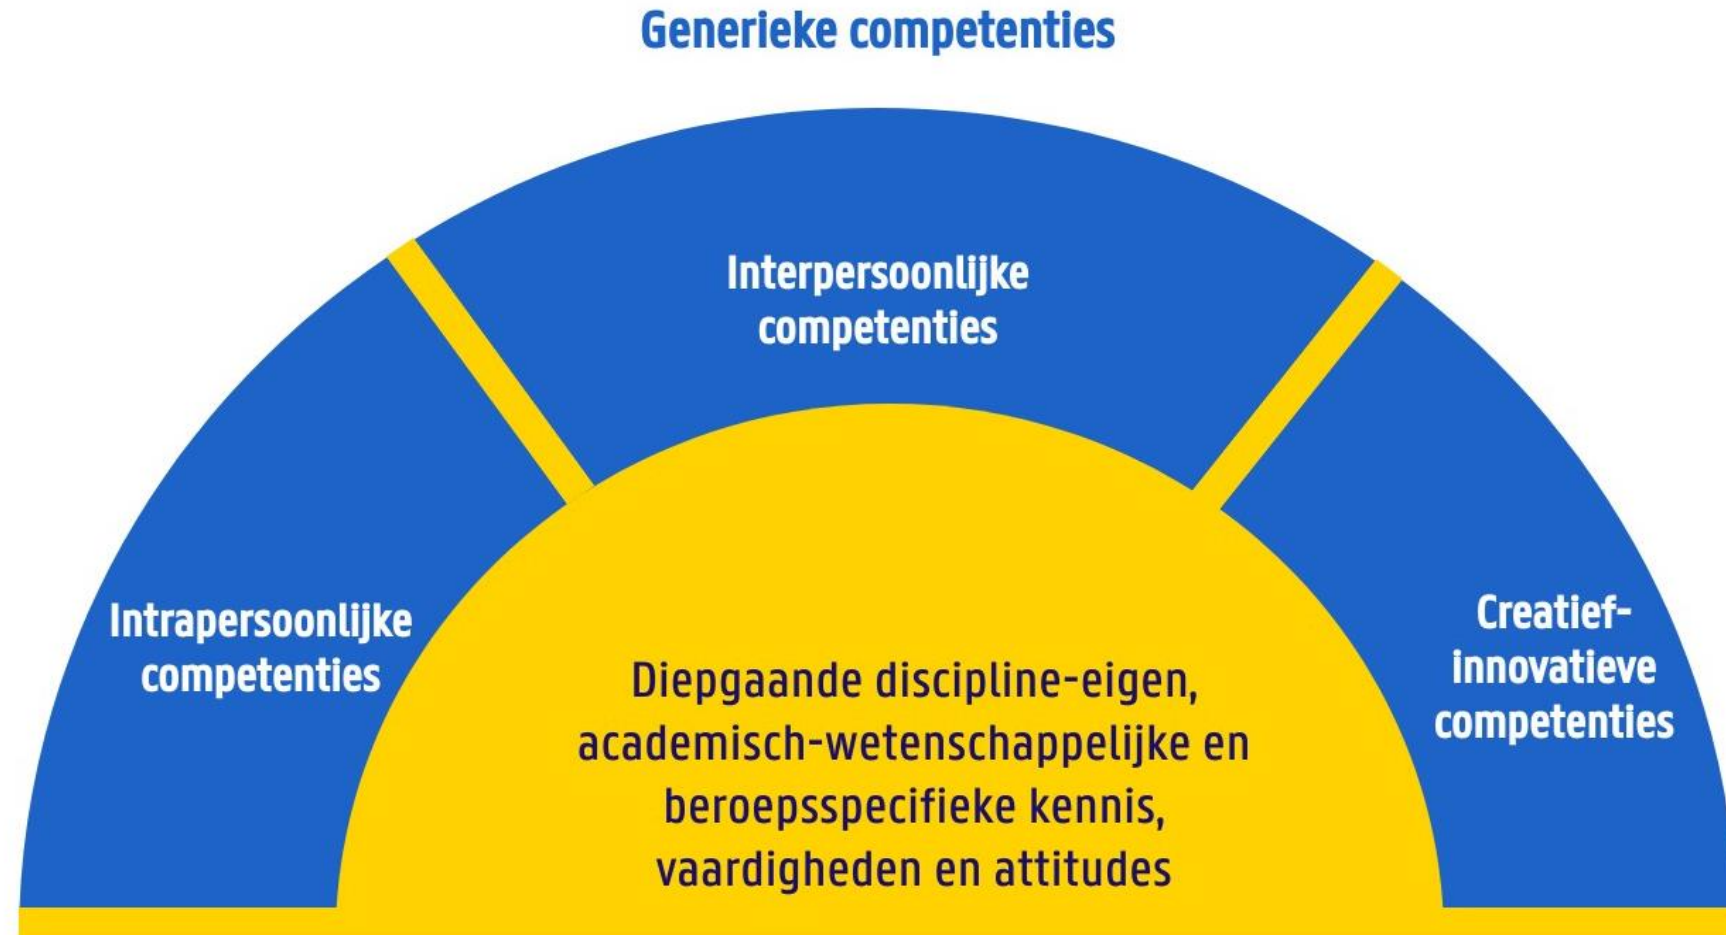 Generieke competenties
Interpersoonlijke
competenties
Intrapersoonlijke
competenties
Creatief-
innovatieve
competenties
Diepgaande discipline-eigen,
academisch-wetenschappelijke en
beroepsspecifieke kennis,
vaardigheden en attitudes